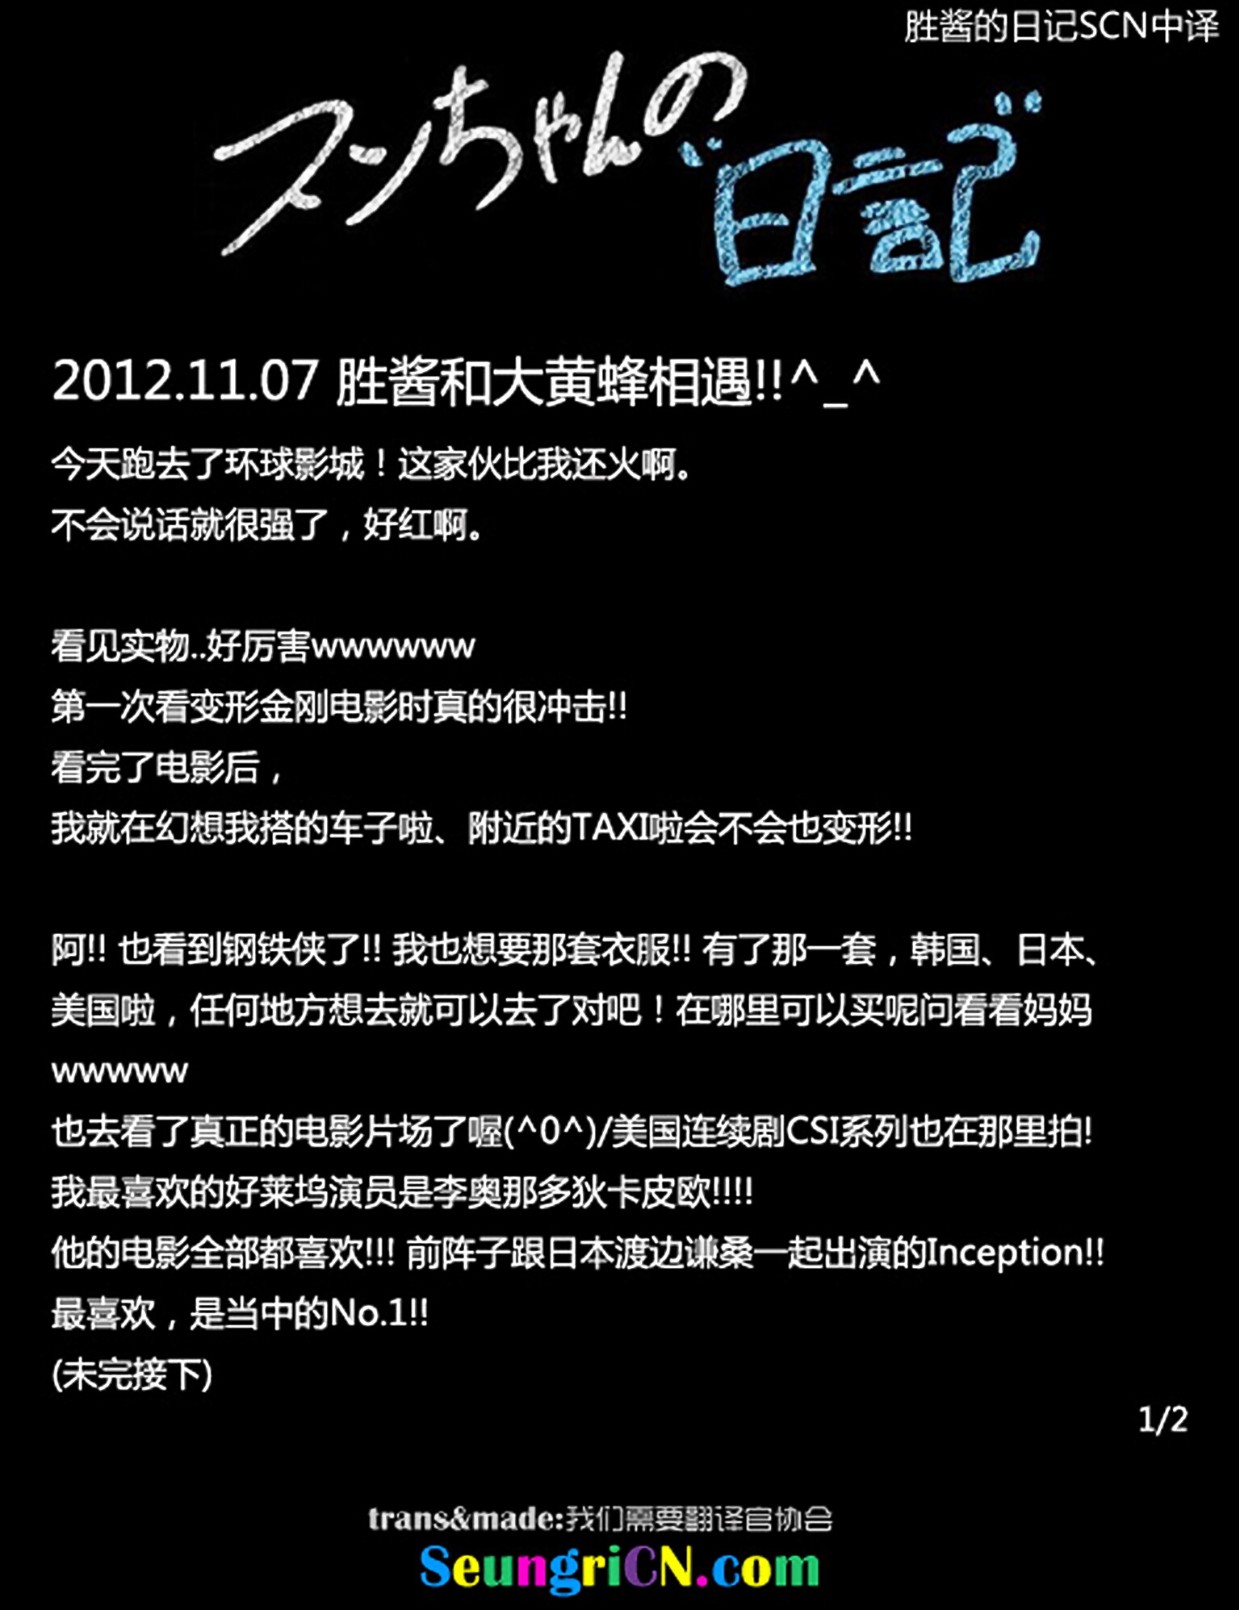 胜酱的日记SCN中译
スンちゃんの
日記
2012.11.07 胜酱和大黄蜂相遇!!^_^
今天跑去了环球影城！这家伙比我还火啊。
不会说话就很强了，好红啊。
看见实物..好厉害wwwwww
第一次看变形金刚电影时真的很冲击!!
看完了电影后，
我就在幻想我搭的车子啦、附近的TAXI啦会不会也变形!!
阿!! 也看到钢铁侠了!! 我也想要那套衣服!! 有了那一套，韩国、日本、
美国啦，任何地方想去就可以去了对吧！在哪里可以买呢问看看妈妈
wwwww
也去看了真正的电影片场了喔(^0^)/美国连续剧CSI系列也在那里拍!
我最喜欢的好莱坞演员是李奥那多狄卡皮欧!!!!
他的电影全部都喜欢!!! 前阵子跟日本渡边谦桑一起出演的Inception!!
最喜欢，是当中的No.1!!
(未完接下)
1/2
trans&made:我们需要翻译官协会
SeungriCN.com